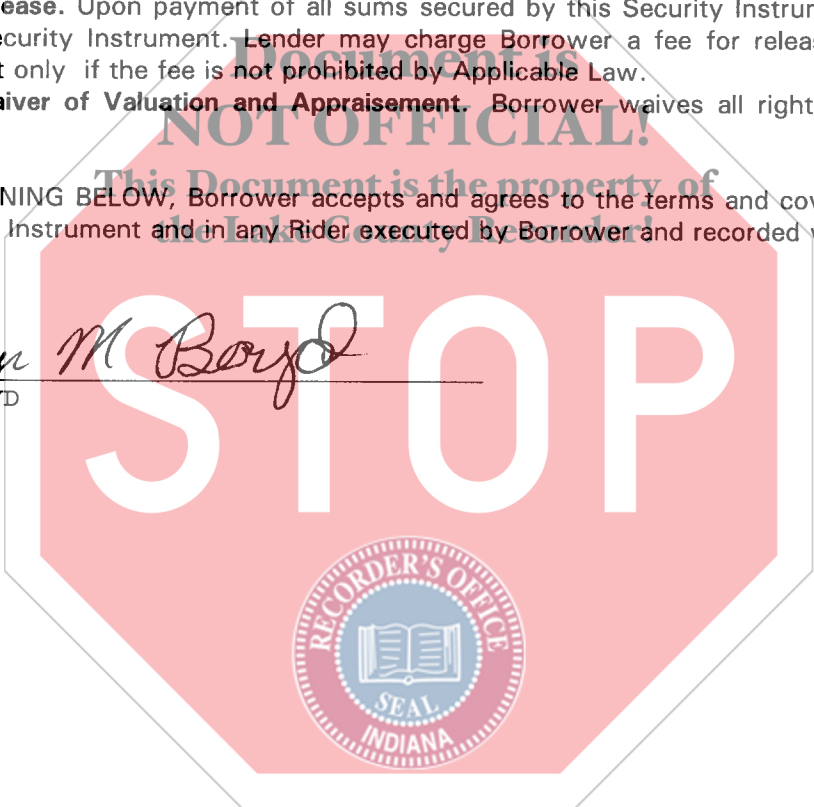 ease. Upon payment of all sums secured by this Security Instrum
ecurity Instrument. Lender may charge Borrower a fee for releas
t only if the fee is not prohibited by Applicable Law.
aiver of Valuation and Appraisement. Borrower waives all right
Document is
NOT OFFICIAL!
This Document is the property of
the Lake County Recorder!
NING BELOW, Borrower accepts and agrees to the terms and cov
Instrument and in any Rider executed by Borrower and recorded
STOP
M Boyd
YD
RECORDER'S OFFICE
SEAL
INDIANA